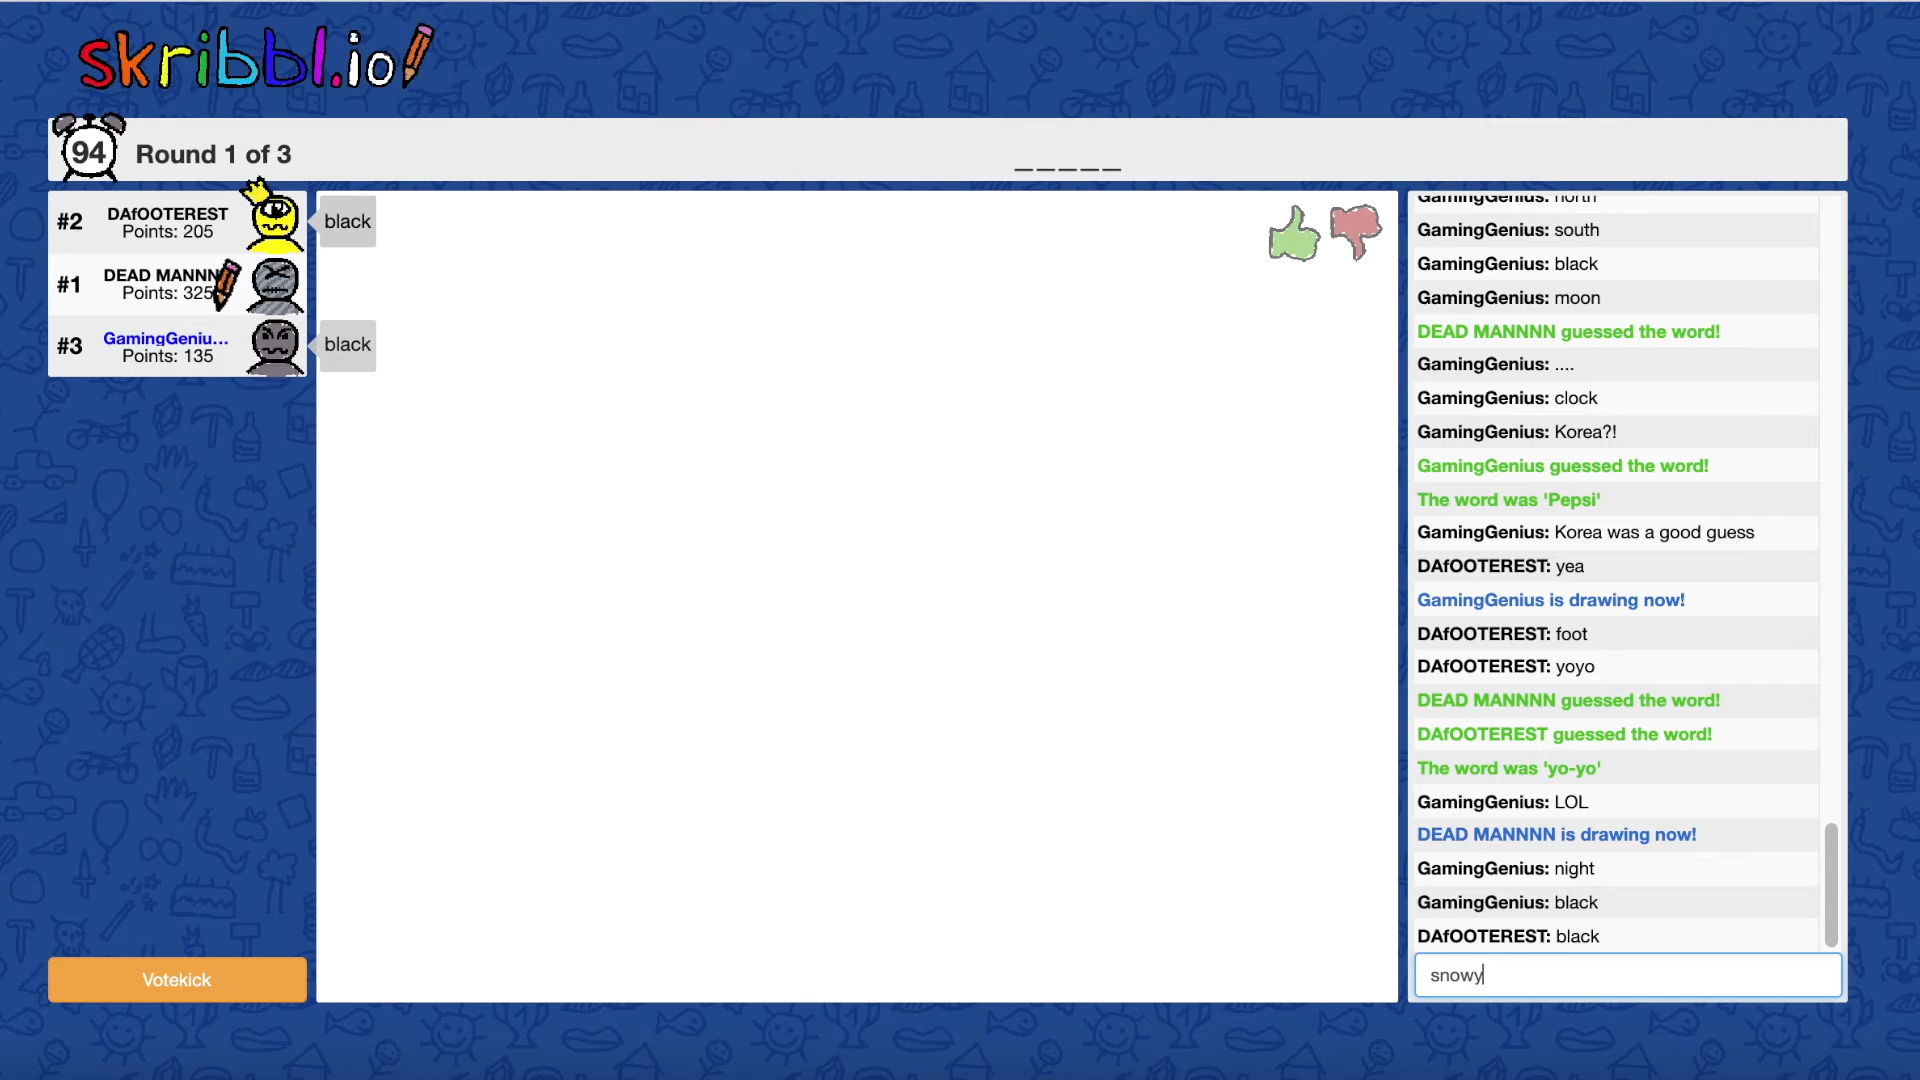 skribbl.io
94
Round 1 of 3
_ _ _ _ _
#2
DAfOOTEREST
Points: 205
black
#1
DEAD MANNN
Points: 325
#3
GamingGeniu...
Points: 135
black
Votekick
GamingGenius: north
GamingGenius: south
GamingGenius: black
GamingGenius: moon
DEAD MANNNN guessed the word!
GamingGenius: ....
GamingGenius: clock
GamingGenius: Korea?!
GamingGenius guessed the word!
The word was 'Pepsi'
GamingGenius: Korea was a good guess
DAfOOTEREST: yea
GamingGenius is drawing now!
DAfOOTEREST: foot
DAfOOTEREST: yoyo
DEAD MANNNN guessed the word!
DAfOOTEREST guessed the word!
The word was 'yo-yo'
GamingGenius: LOL
DEAD MANNNN is drawing now!
GamingGenius: night
GamingGenius: black
DAfOOTEREST: black
snowy